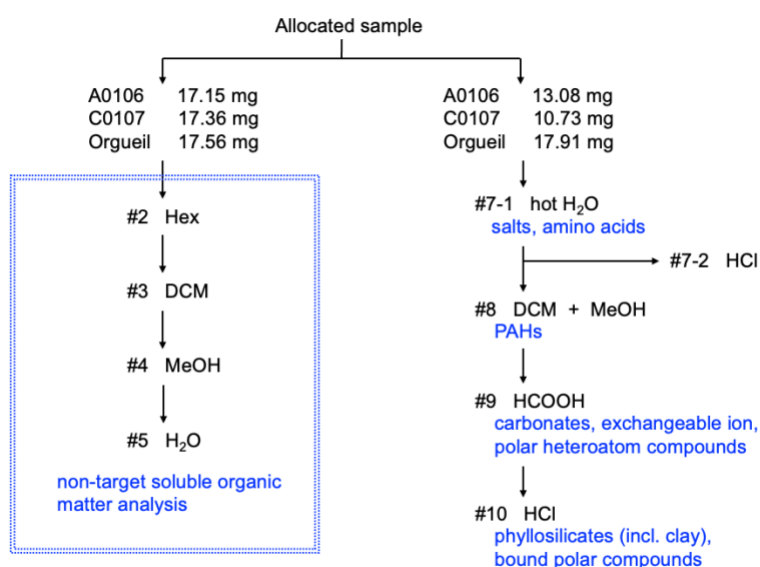 Allocated sample
A0106 17.15 mg
C0107 17.36 mg
Orgueil 17.56 mg
#2 Hex
#3 DCM
#4 MeOH
#5 H₂O
non-target soluble organic
matter analysis
A0106 13.08 mg
C0107 10.73 mg
Orgueil 17.91 mg
#7-1 hot H₂O
salts, amino acids
#7-2 HCl
#8 DCM + MeOH
PAHs
#9 HCOOH
carbonates, exchangeable ion,
polar heteroatom compounds
#10 HCl
phyllosilicates (incl. clay),
bound polar compounds